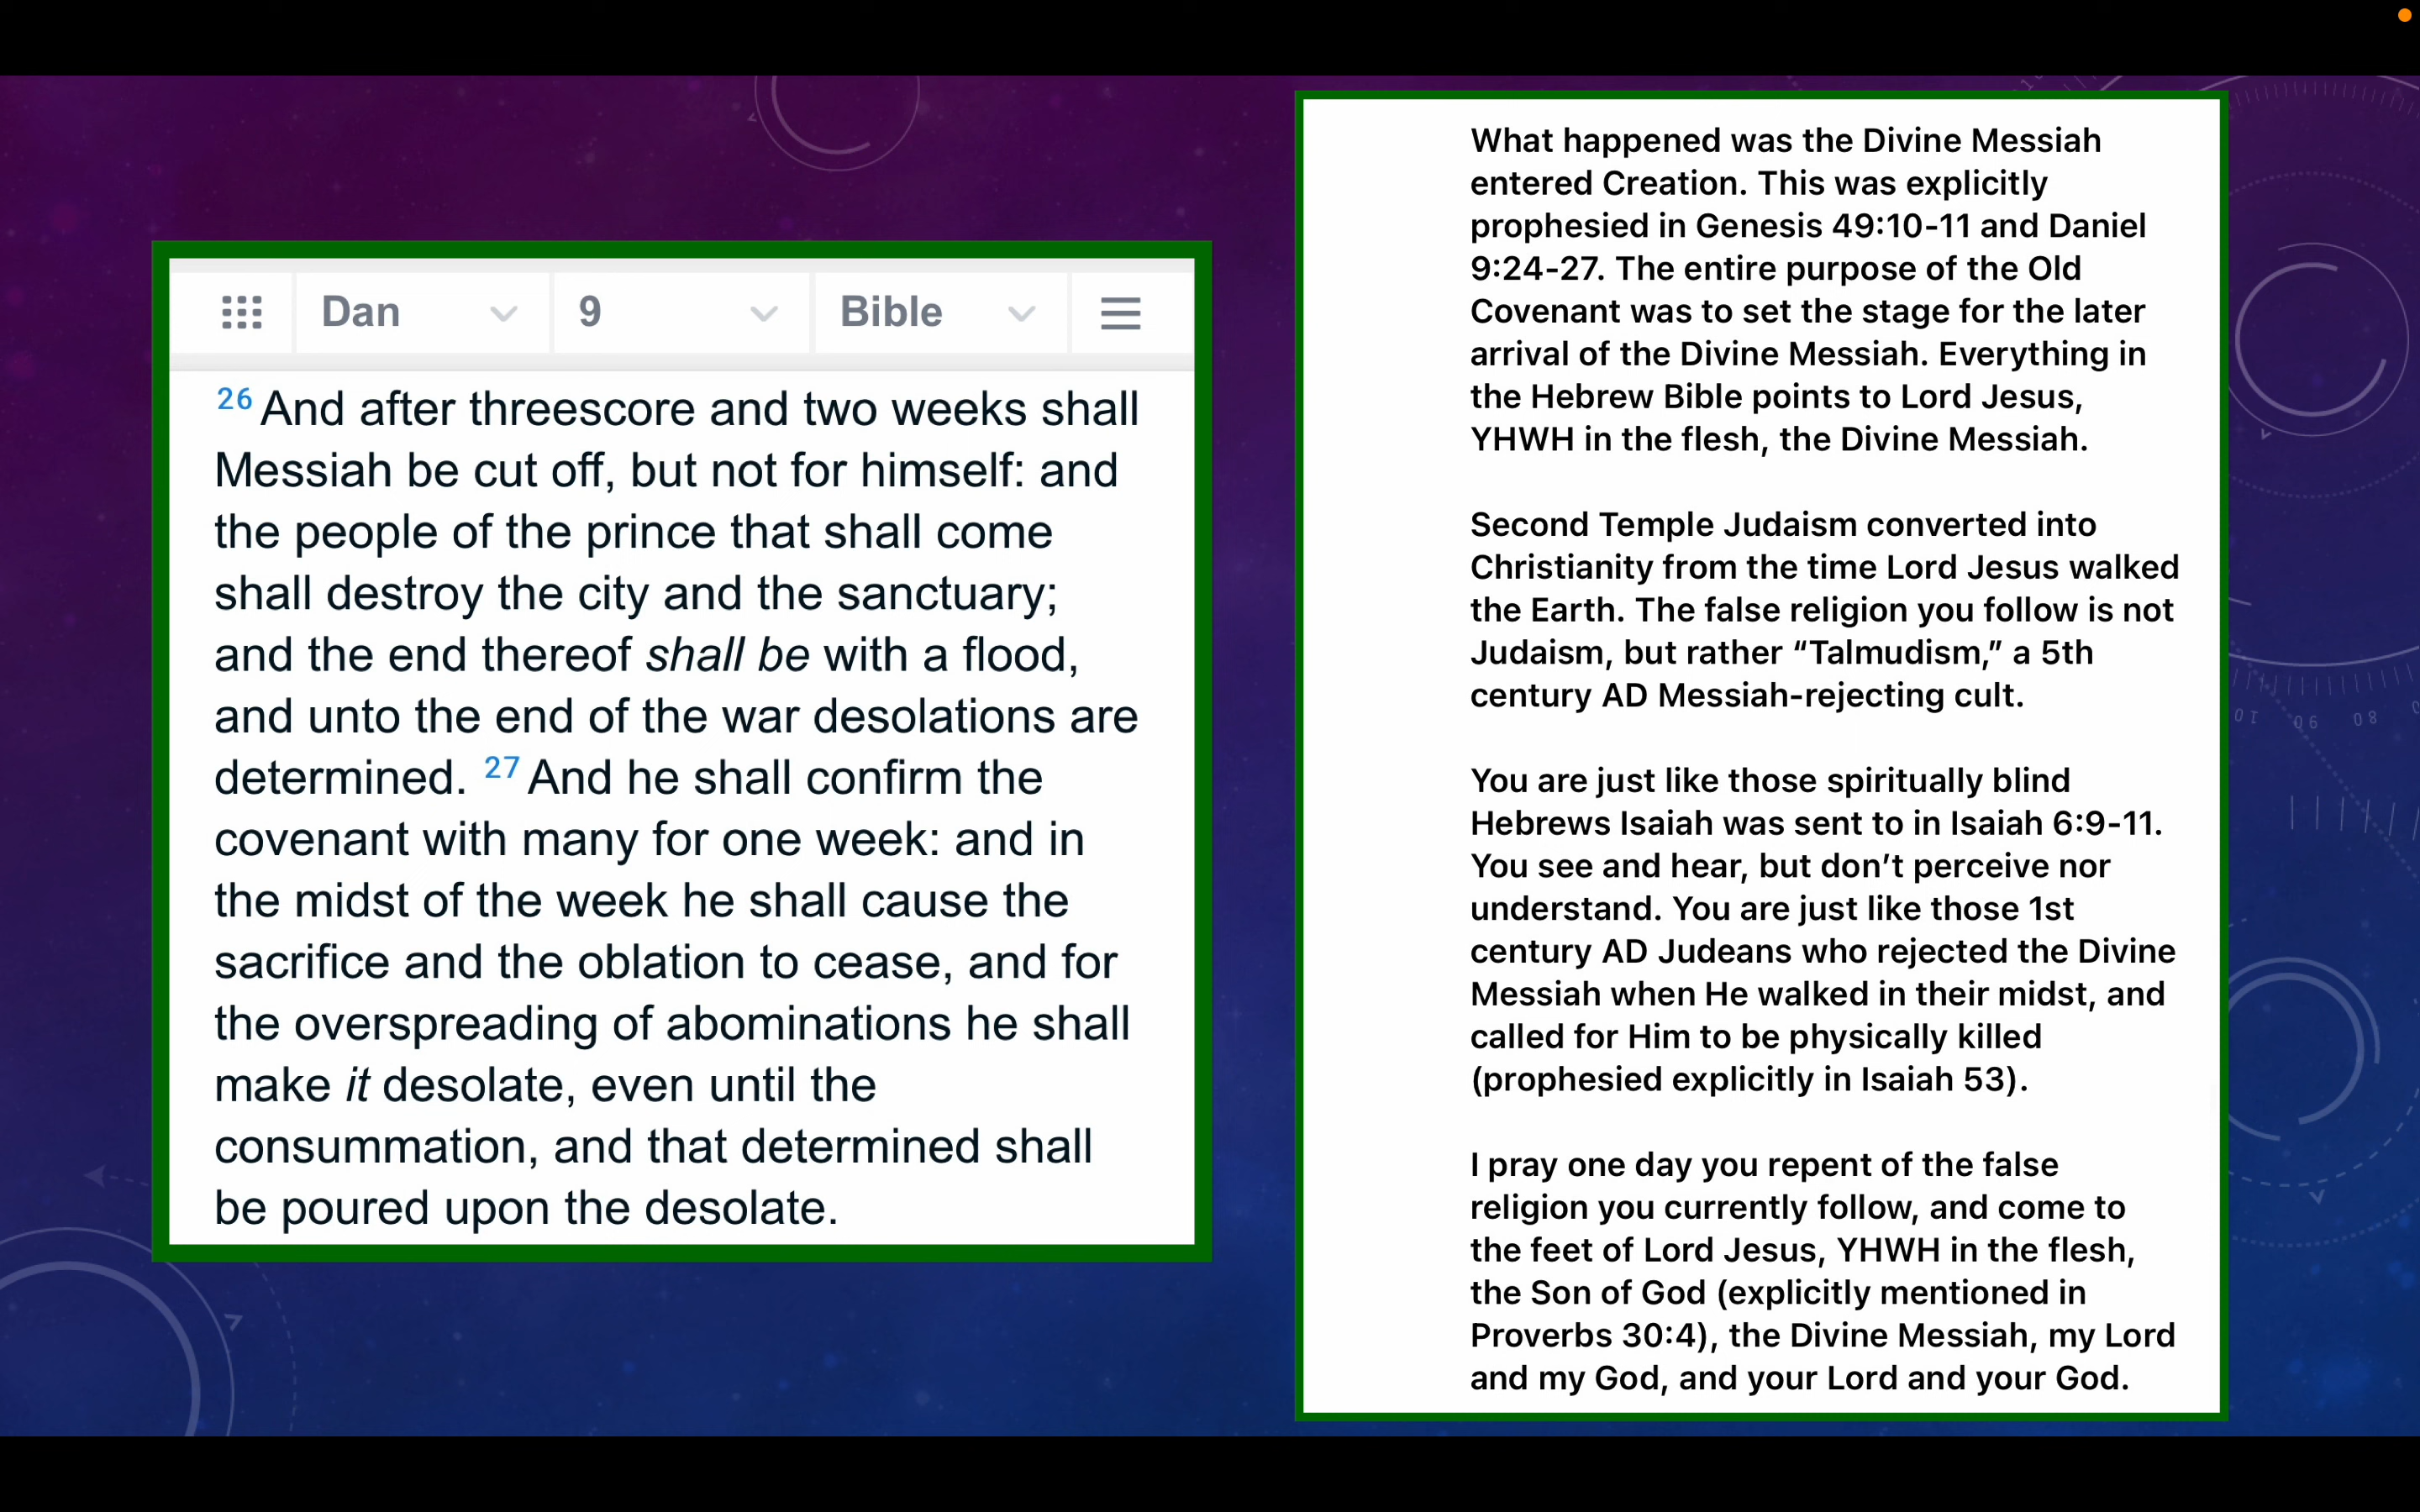 Dan
9
Bible
26 And after threescore and two weeks shall
Messiah be cut off, but not for himself: and
the people of the prince that shall come
shall destroy the city and the sanctuary;
and the end thereof shall be with a flood,
and unto the end of the war desolations are
determined. 27 And he shall confirm the
covenant with many for one week: and in
the midst of the week he shall cause the
sacrifice and the oblation to cease, and for
the overspreading of abominations he shall
make it desolate, even until the
consummation, and that determined shall
be poured upon the desolate.
What happened was the Divine Messiah
entered Creation. This was explicitly
prophesied in Genesis 49:10-11 and Daniel
9:24-27. The entire purpose of the Old
Covenant was to set the stage for the later
arrival of the Divine Messiah. Everything in
the Hebrew Bible points to Lord Jesus,
YHWH in the flesh, the Divine Messiah.
Second Temple Judaism converted into
Christianity from the time Lord Jesus walked
the Earth. The false religion you follow is not
Judaism, but rather “Talmudism,” a 5th
century AD Messiah-rejecting cult.
You are just like those spiritually blind
Hebrews Isaiah was sent to in Isaiah 6:9-11.
You see and hear, but don’t perceive nor
understand. You are just like those 1st
century AD Judeans who rejected the Divine
Messiah when He walked in their midst, and
called for Him to be physically killed
(prophesied explicitly in Isaiah 53).
I pray one day you repent of the false
religion you currently follow, and come to
the feet of Lord Jesus, YHWH in the flesh,
the Son of God (explicitly mentioned in
Proverbs 30:4), the Divine Messiah, my Lord
and my God, and your Lord and your God.